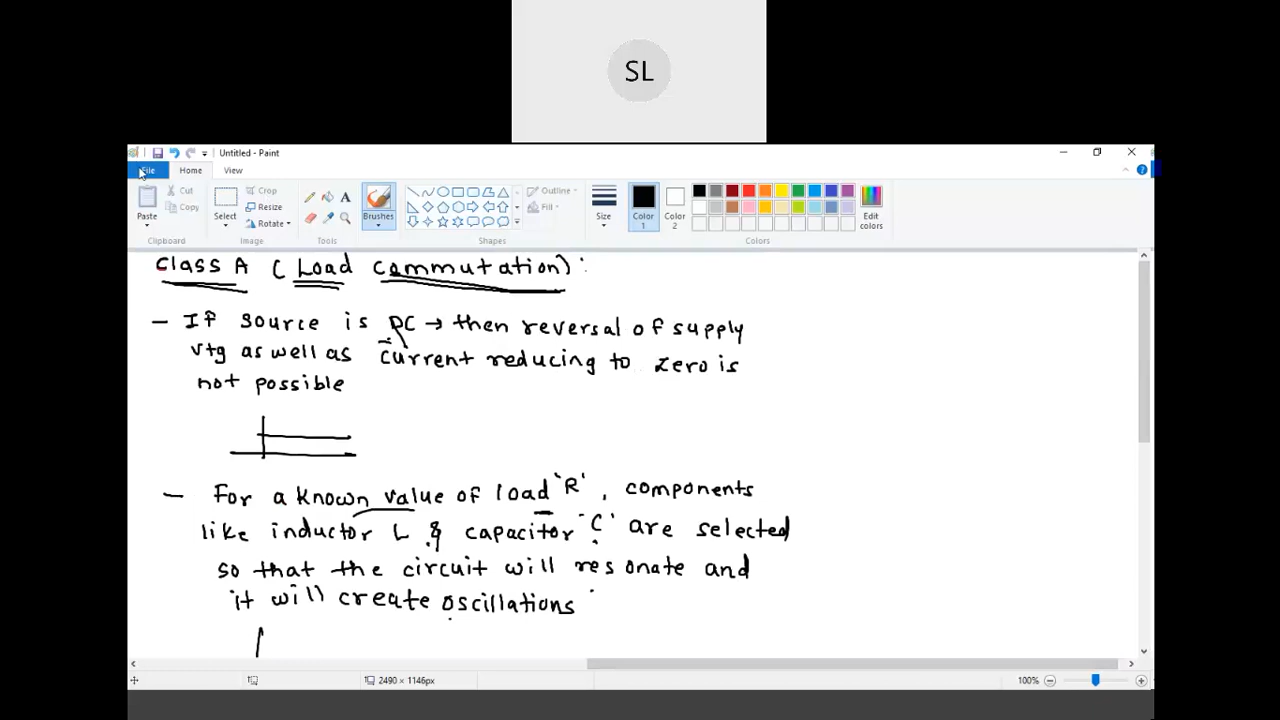 SL
Untitled - Paint
File Home View
Paste
Cut
Copy
Clipboard
Select
Crop
Resize
Rotate
Image
A
Tools
Brushes
Outline
Fill
Shapes
Size
Color 1
Color 2
Edit colors
Colors
Class A ( Load Commutation) :
- If source is DC → then reversal of supply
vtg as well as current reducing to zero is
not possible
- For a known value of load 'R', components
like inductor L & capacitor 'C' are selected
so that the circuit will resonate and
it will create oscillations
2490 × 1146px
100%